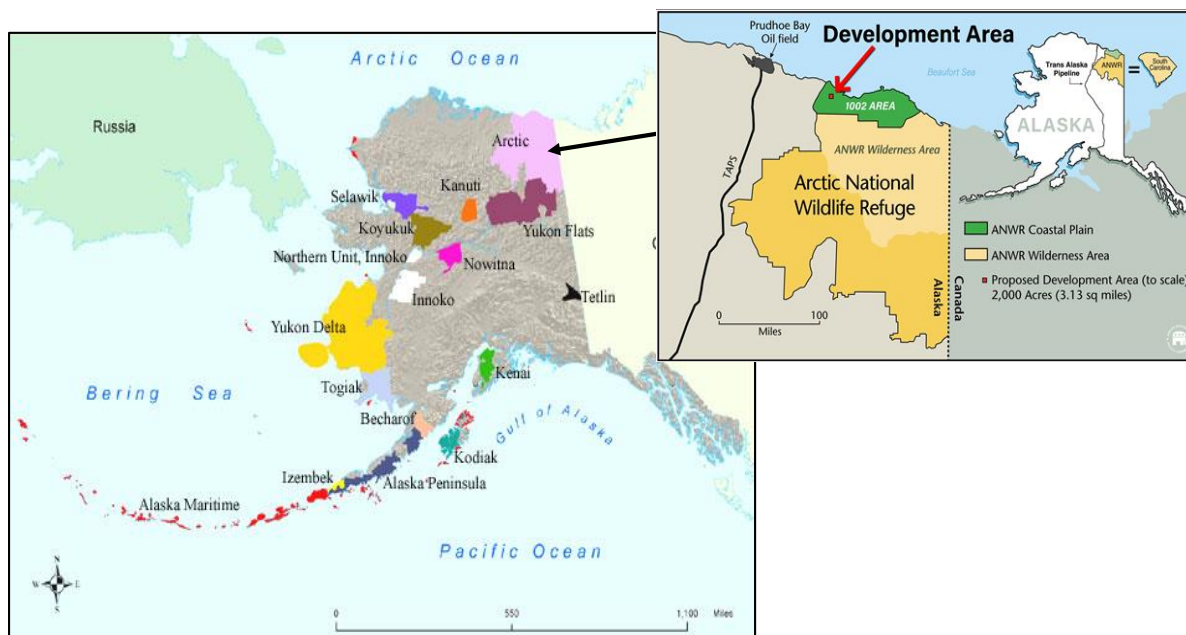 Arctic Ocean
Russia
Arctic
Selawik
Kanuti
Koyukuk
Yukon Flats
Northern Unit, Innoko
Nowitna
Innoko
Tetlin
Yukon Delta
Togiak
Kenai
Bering Sea
Becharof
Gulf of Alaska
Kodiak
Izembek
Alaska Peninsula
Alaska Maritime
Pacific Ocean
N
W E
S
0 550 1,100 Miles
Prudhoe Bay
Oil field
Development Area
Beaufort Sea
1002 AREA
Trans Alaska
Pipeline
ANWR
=
South
Carolina
ALASKA
ANWR Wilderness Area
TAPS
Arctic National
Wildlife Refuge
ANWR Coastal Plain
ANWR Wilderness Area
Proposed Development Area (to scale)
2,000 Acres (3.13 sq miles)
Alaska
Canada
0 100
Miles